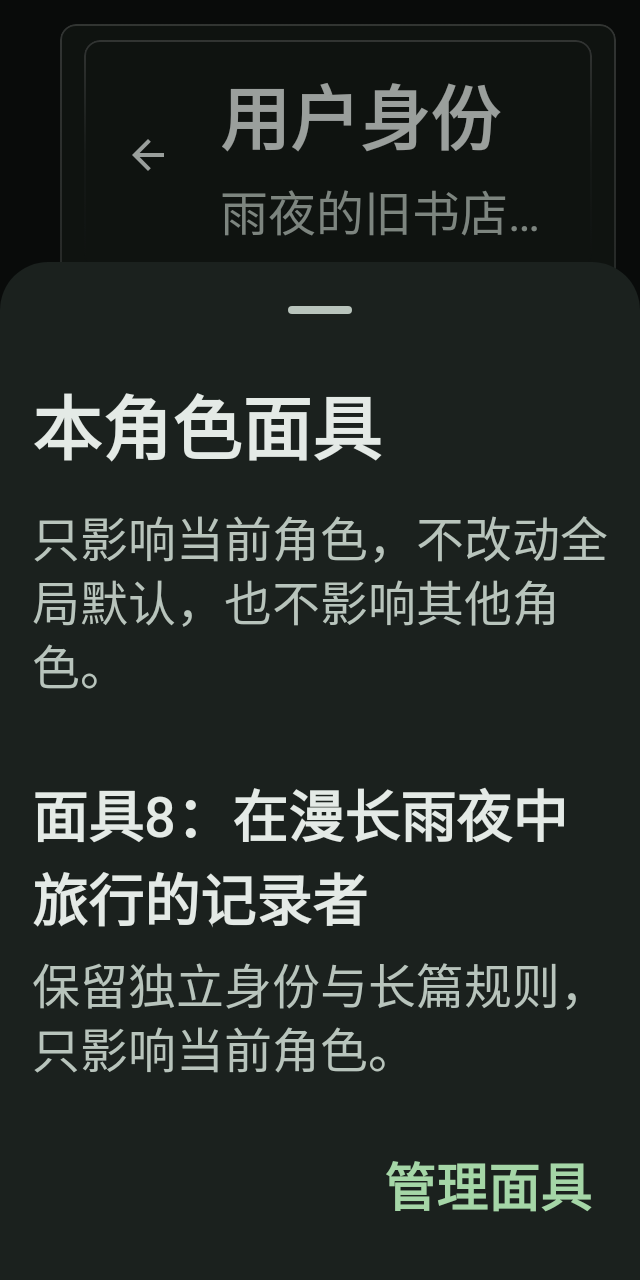 用户身份
雨夜的旧书店...
本角色面具
只影响当前角色，不改动全
局默认，也不影响其他角
色。
面具8：在漫长雨夜中
旅行的记录者
保留独立身份与长篇规则，
只影响当前角色。
管理面具